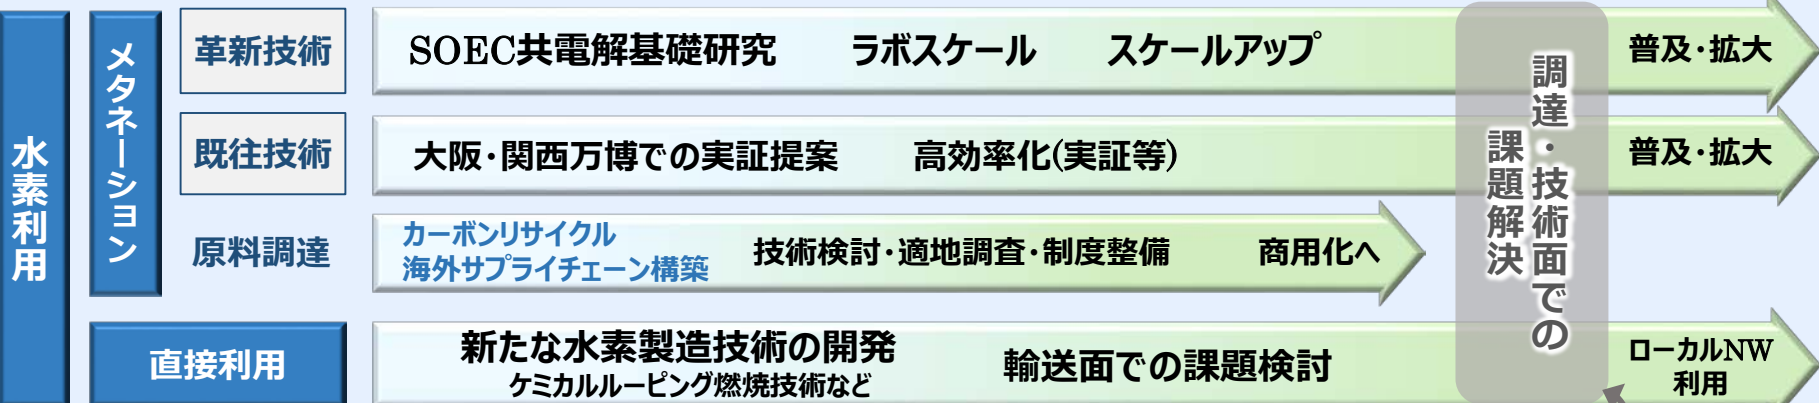 水素利用
メタネーション
革新技術
SOEC共電解基礎研究 ラボスケール スケールアップ
普及・拡大
既往技術
大阪・関西万博での実証提案 高効率化(実証等)
普及・拡大
原料調達
カーボンリサイクル
海外サプライチェーン構築
技術検討・適地調査・制度整備 商用化へ
直接利用
新たな水素製造技術の開発
ケミカルルーピング燃焼技術など
輸送面での課題検討
ローカルNW
利用
調達・技術面での
課題解決